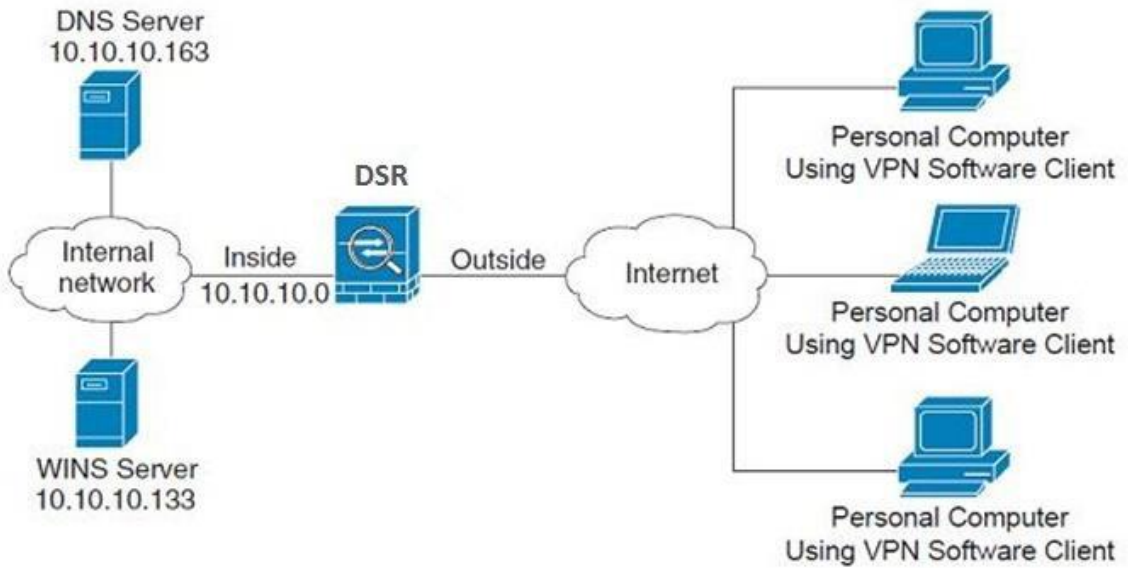 DNS Server
10.10.10.163
DSR
Internal
network
Inside
10.10.10.0
Outside
Internet
WINS Server
10.10.10.133
Personal Computer
Using VPN Software Client
Personal Computer
Using VPN Software Client
Personal Computer
Using VPN Software Client